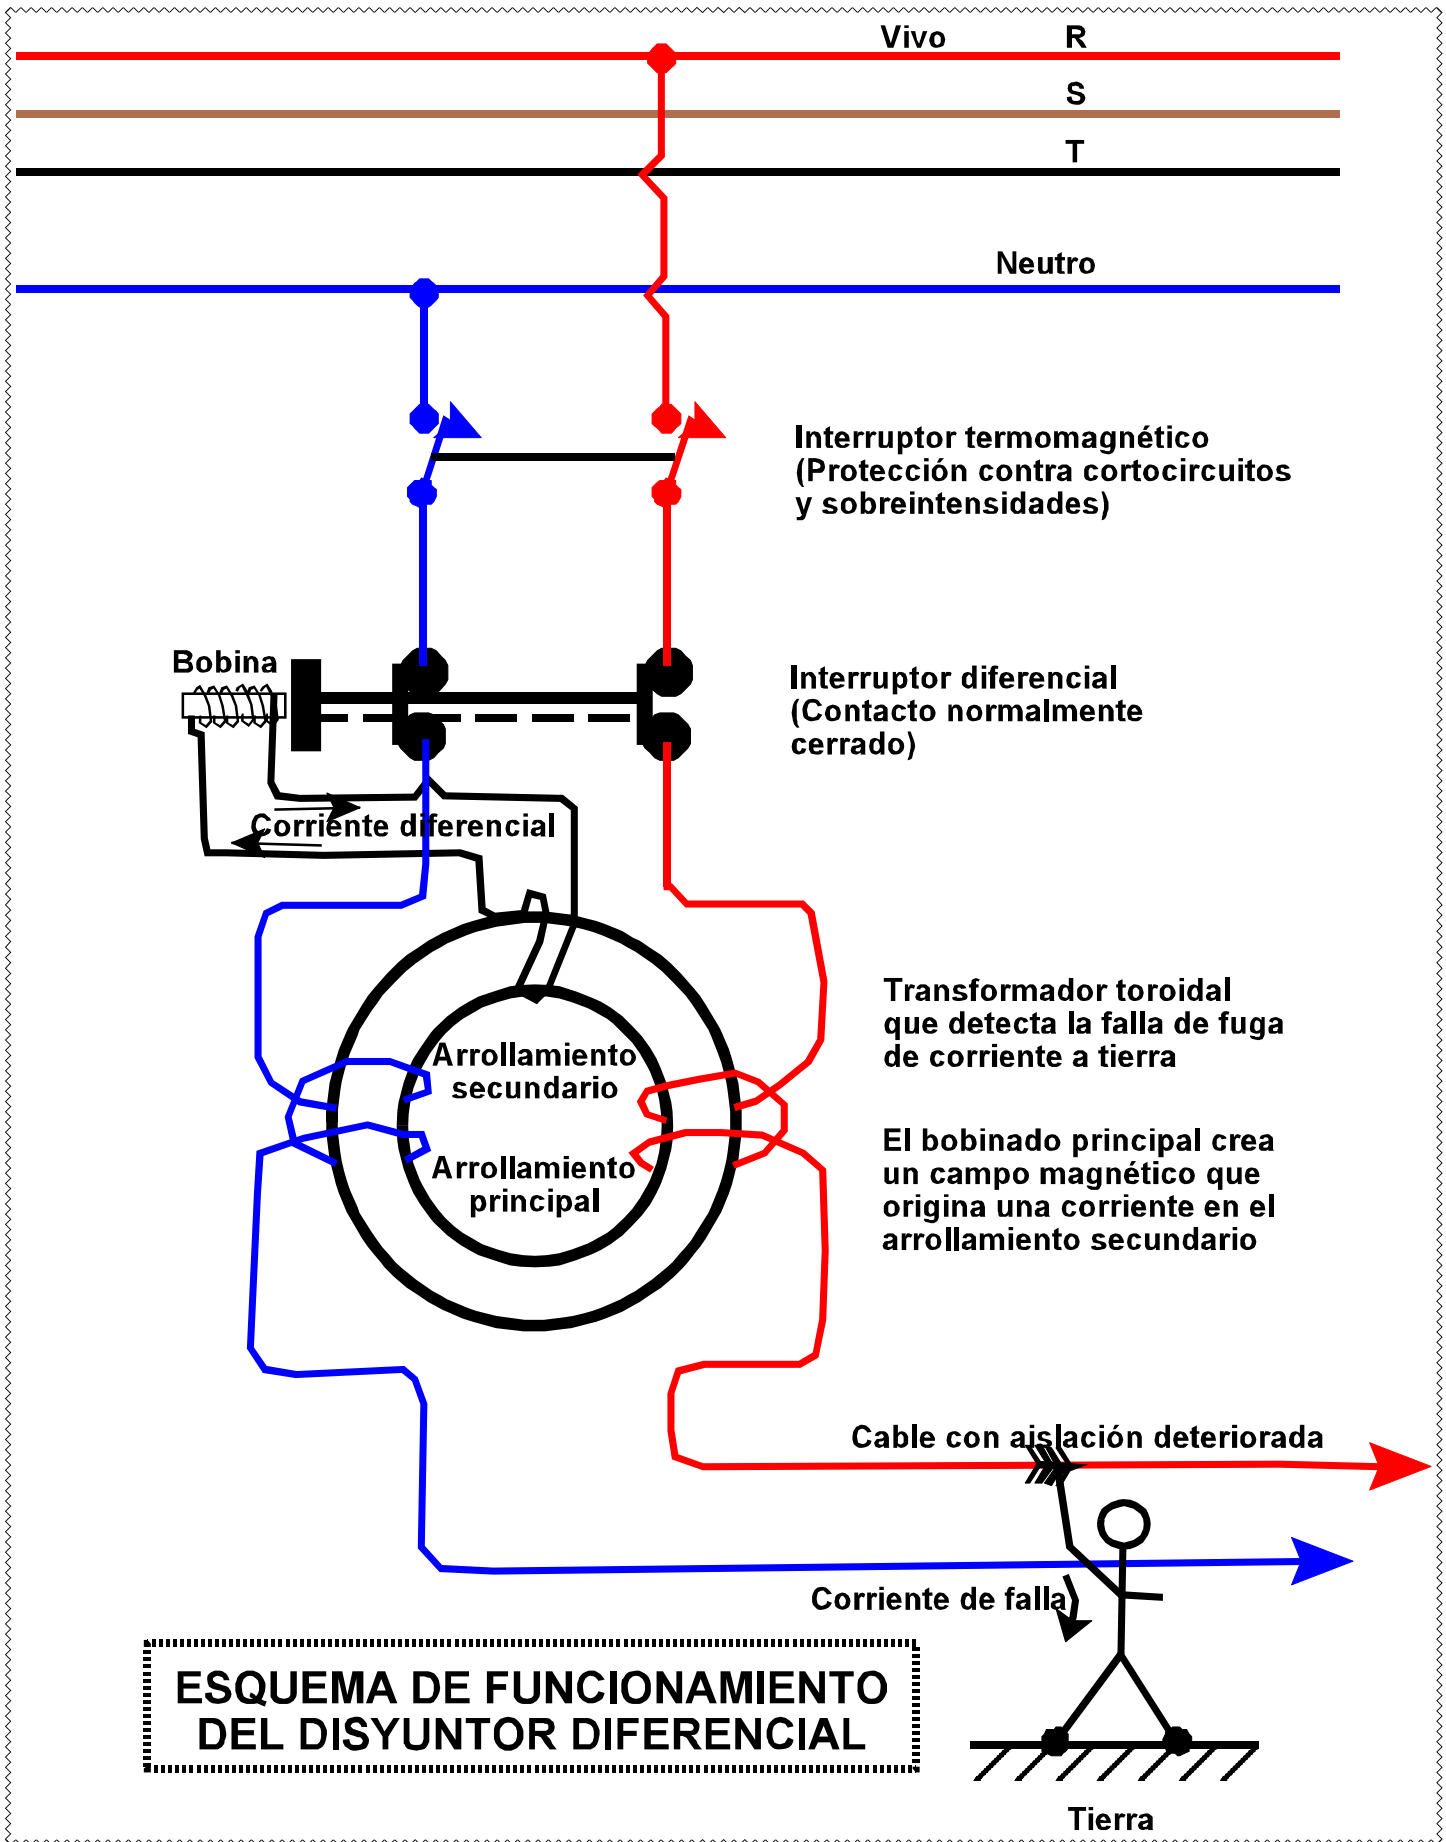 Vivo R
S
T
Neutro
Interruptor termomagnético
(Protección contra cortocircuitos
y sobreintensidades)
Bobina
Interruptor diferencial
(Contacto normalmente
cerrado)
Corriente diferencial
Transformador toroidal
que detecta la falla de fuga
de corriente a tierra
Arrollamiento
secundario
El bobinado principal crea
un campo magnético que
origina una corriente en el
arrollamiento secundario
Arrollamiento
principal
Cable con aislación deteriorada
Corriente de falla
ESQUEMA DE FUNCIONAMIENTO
DEL DISYUNTOR DIFERENCIAL
Tierra